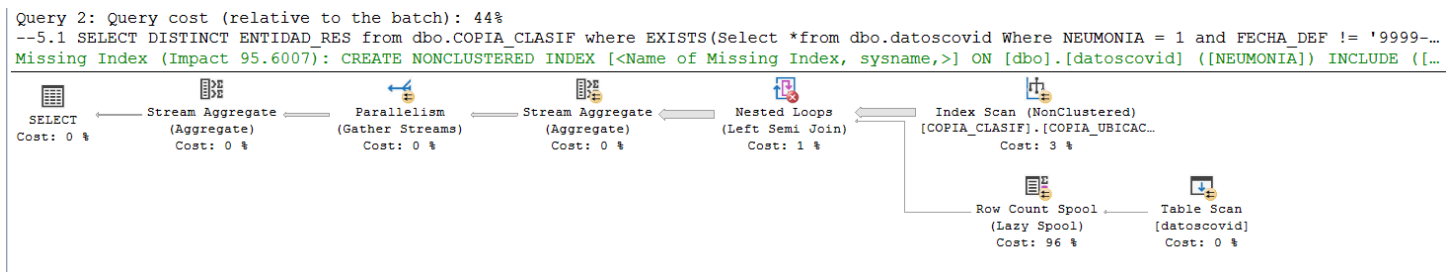 Query 2: Query cost (relative to the batch): 44%
--5.1 SELECT DISTINCT ENTIDAD_RES from dbo.COPIA_CLASIF where EXISTS(Select *from dbo.datoscovid Where NEUMONIA = 1 and FECHA_DEF != '9999-…
Missing Index (Impact 95.6007): CREATE NONCLUSTERED INDEX [<Name of Missing Index, sysname,>] ON [dbo].[datoscovid] ([NEUMONIA]) INCLUDE ([…
SELECT
Cost: 0 %
Stream Aggregate
(Aggregate)
Cost: 0 %
Parallelism
(Gather Streams)
Cost: 0 %
Stream Aggregate
(Aggregate)
Cost: 0 %
Nested Loops
(Left Semi Join)
Cost: 1 %
Index Scan (NonClustered)
[COPIA_CLASIF].[COPIA_UBICAC…
Cost: 3 %
Row Count Spool
(Lazy Spool)
Cost: 96 %
Table Scan
[datoscovid]
Cost: 0 %